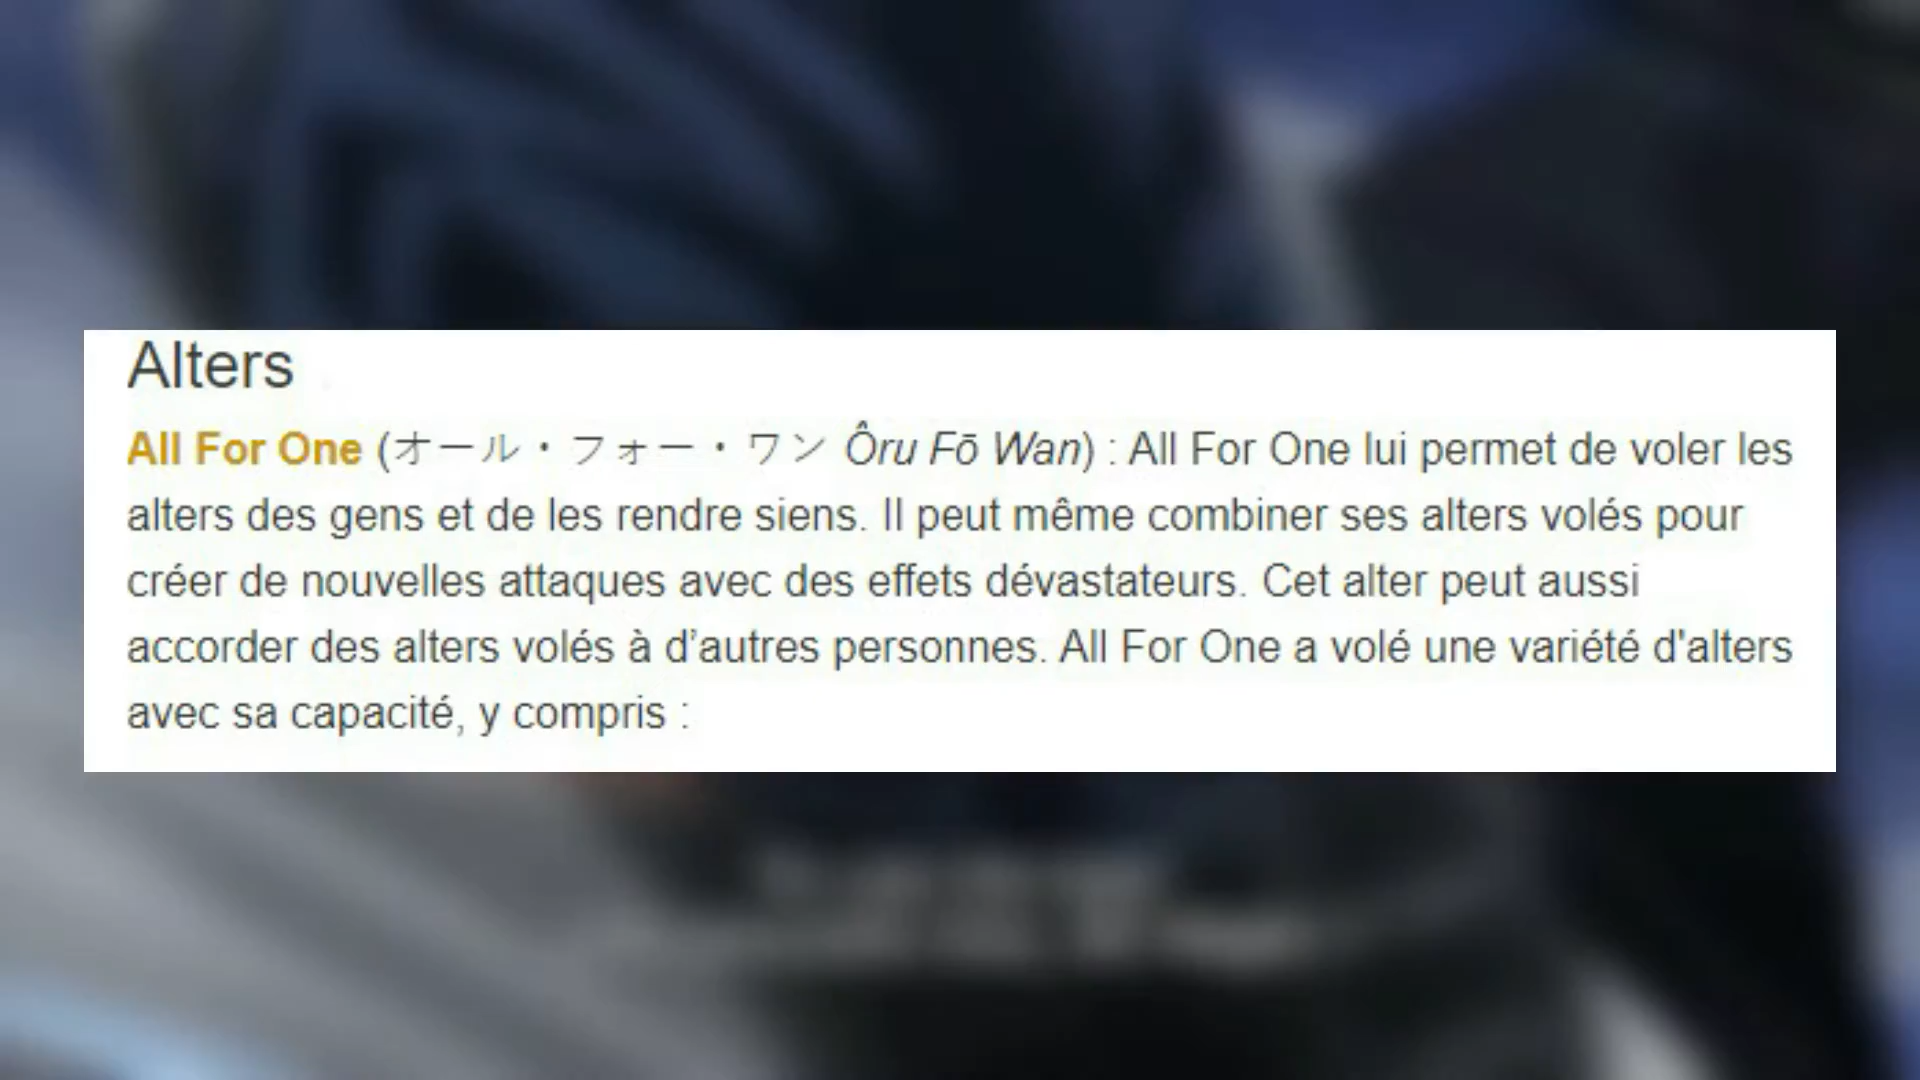 Alters
All For One (オール・フォー・ワン Ôru Fō Wan) : All For One lui permet de voler les
alters des gens et de les rendre siens. Il peut même combiner ses alters volés pour
créer de nouvelles attaques avec des effets dévastateurs. Cet alter peut aussi
accorder des alters volés à d’autres personnes. All For One a volé une variété d'alters
avec sa capacité, y compris :